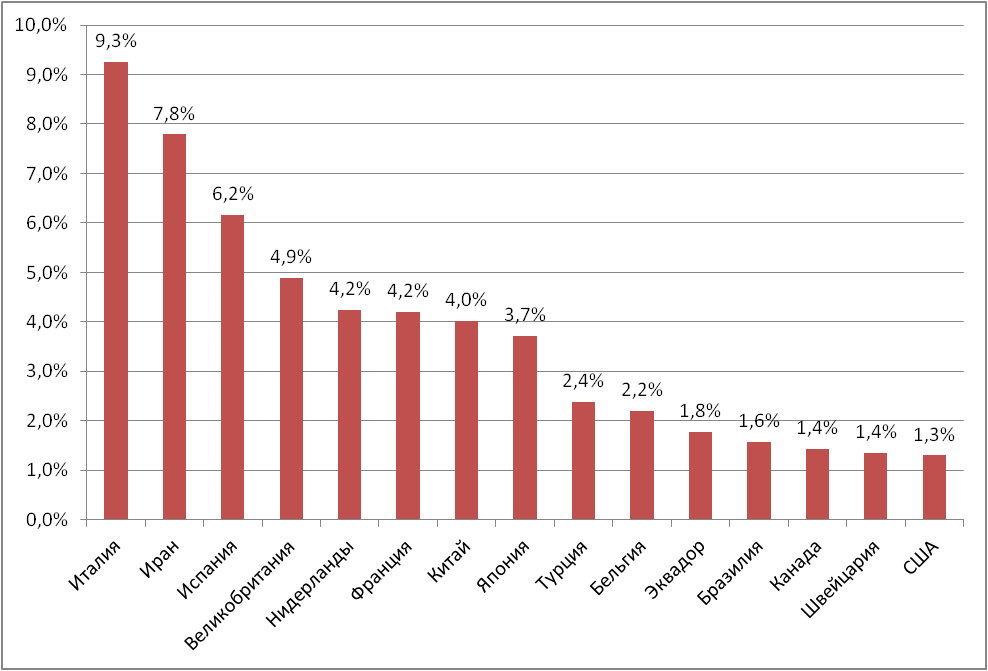 10,0%
9,0%
8,0%
7,0%
6,0%
5,0%
4,0%
3,0%
2,0%
1,0%
0,0%
9,3%
7,8%
6,2%
4,9%
4,2%
4,2%
4,0%
3,7%
2,4%
2,2%
1,8%
1,6%
1,4%
1,4%
1,3%
Италия
Иран
Испания
Великобритания
Нидерланды
Франция
Китай
Япония
Турция
Бельгия
Эквадор
Бразилия
Канада
Швейцария
США